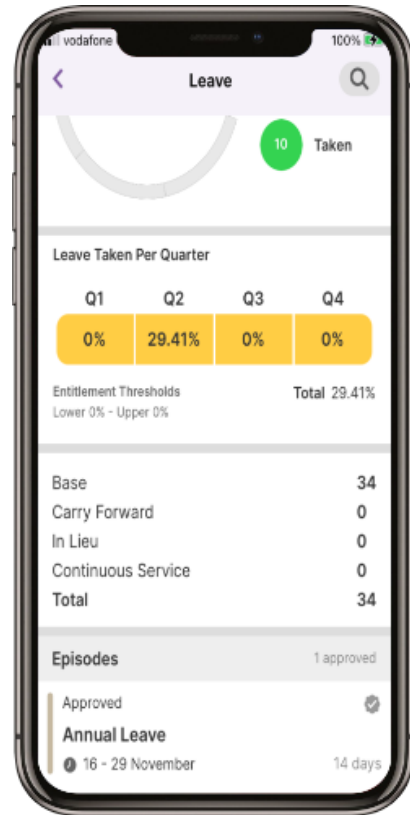 vodafone 100%
Leave
10 Taken
Leave Taken Per Quarter
Q1 Q2 Q3 Q4
0% 29.41% 0% 0%
Entitlement Thresholds Total 29.41%
Lower 0% - Upper 0%
Base 34
Carry Forward 0
In Lieu 0
Continuous Service 0
Total 34
Episodes 1 approved
Approved
Annual Leave
16 - 29 November 14 days